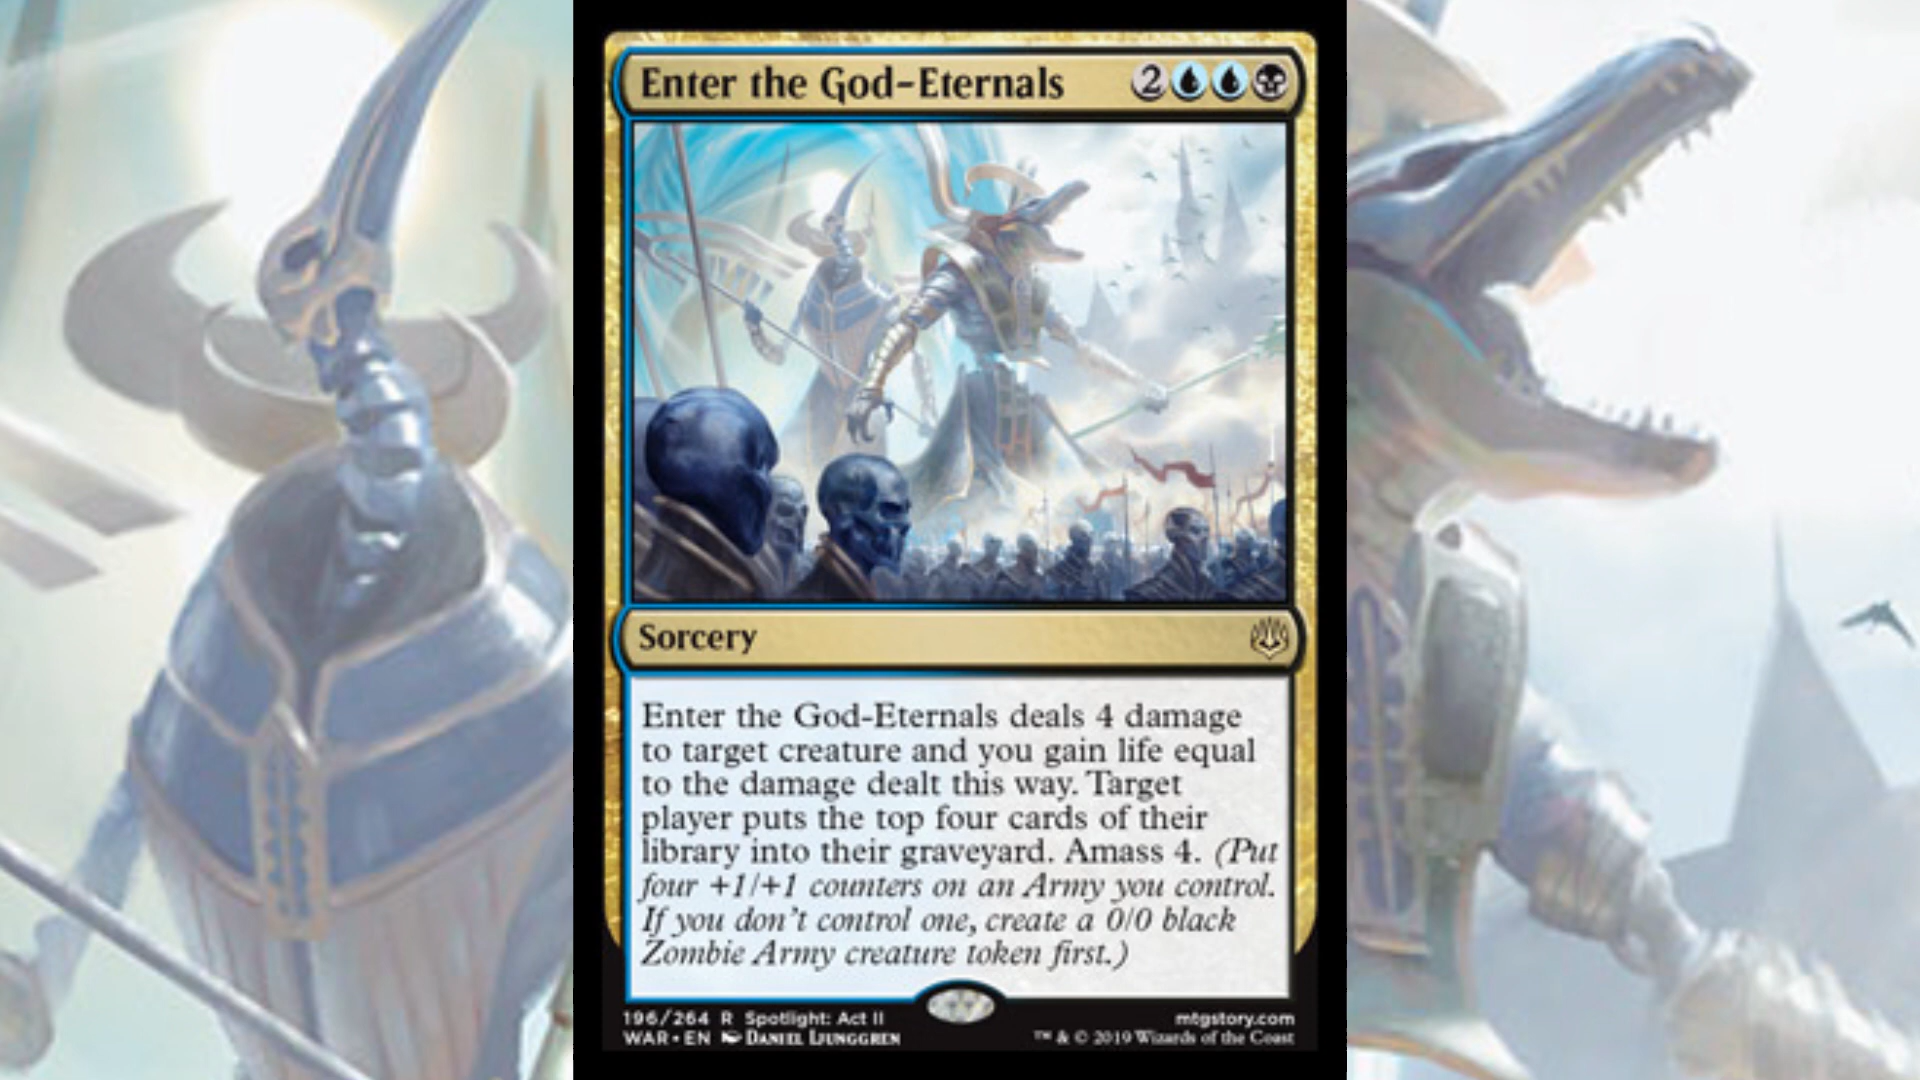 Enter the God-Eternals 2
Sorcery
Enter the God-Eternals deals 4 damage
to target creature and you gain life equal
to the damage dealt this way. Target
player puts the top four cards of their
library into their graveyard. Amass 4. (Put
four +1/+1 counters on an Army you control.
If you don't control one, create a 0/0 black
Zombie Army creature token first.)
196/264 R Spotlight: Act II
mtgstory.com
WAR • EN Daniel Ljunggren
™ & © 2019 Wizards of the Coast